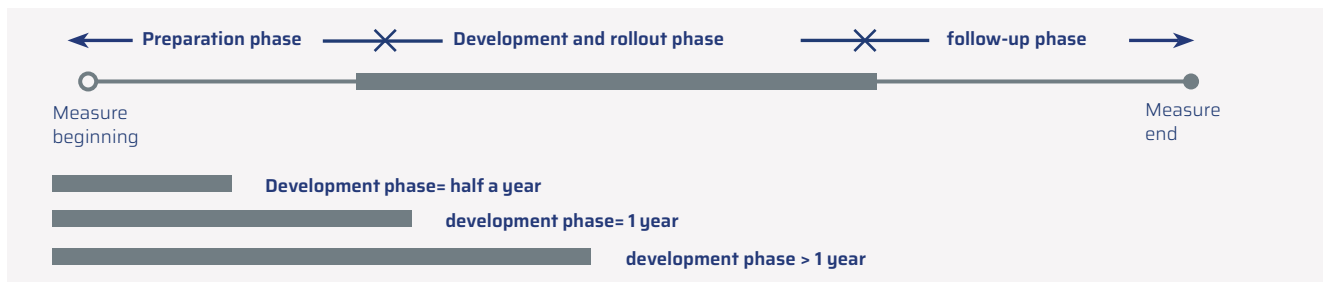 Preparation phase
Development and rollout phase
follow-up phase
Measure
beginning
Measure
end
Development phase= half a year
development phase= 1 year
development phase > 1 year